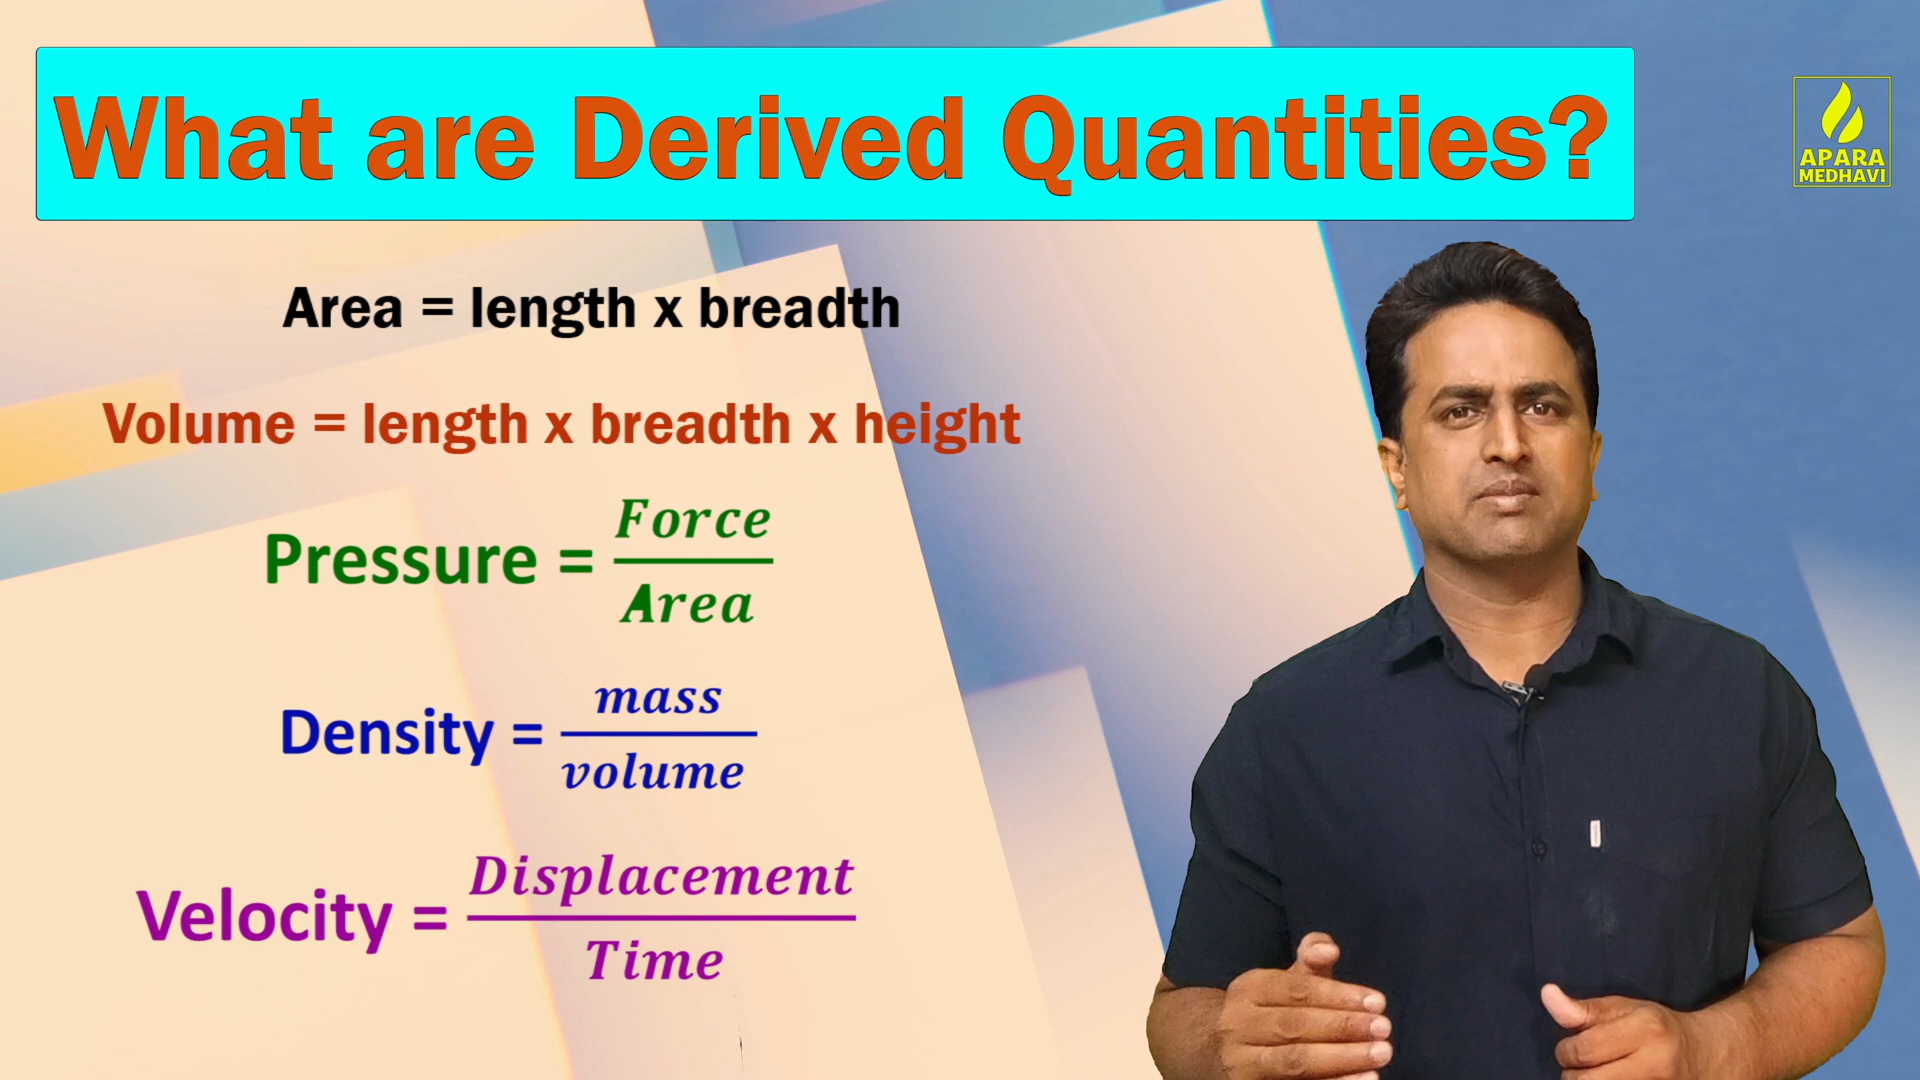 What are Derived Quantities?
APARA
MEDHAVI
Area = length x breadth
Volume = length x breadth x height
Pressure = Force / Area
Density = mass / volume
Velocity = Displacement / Time